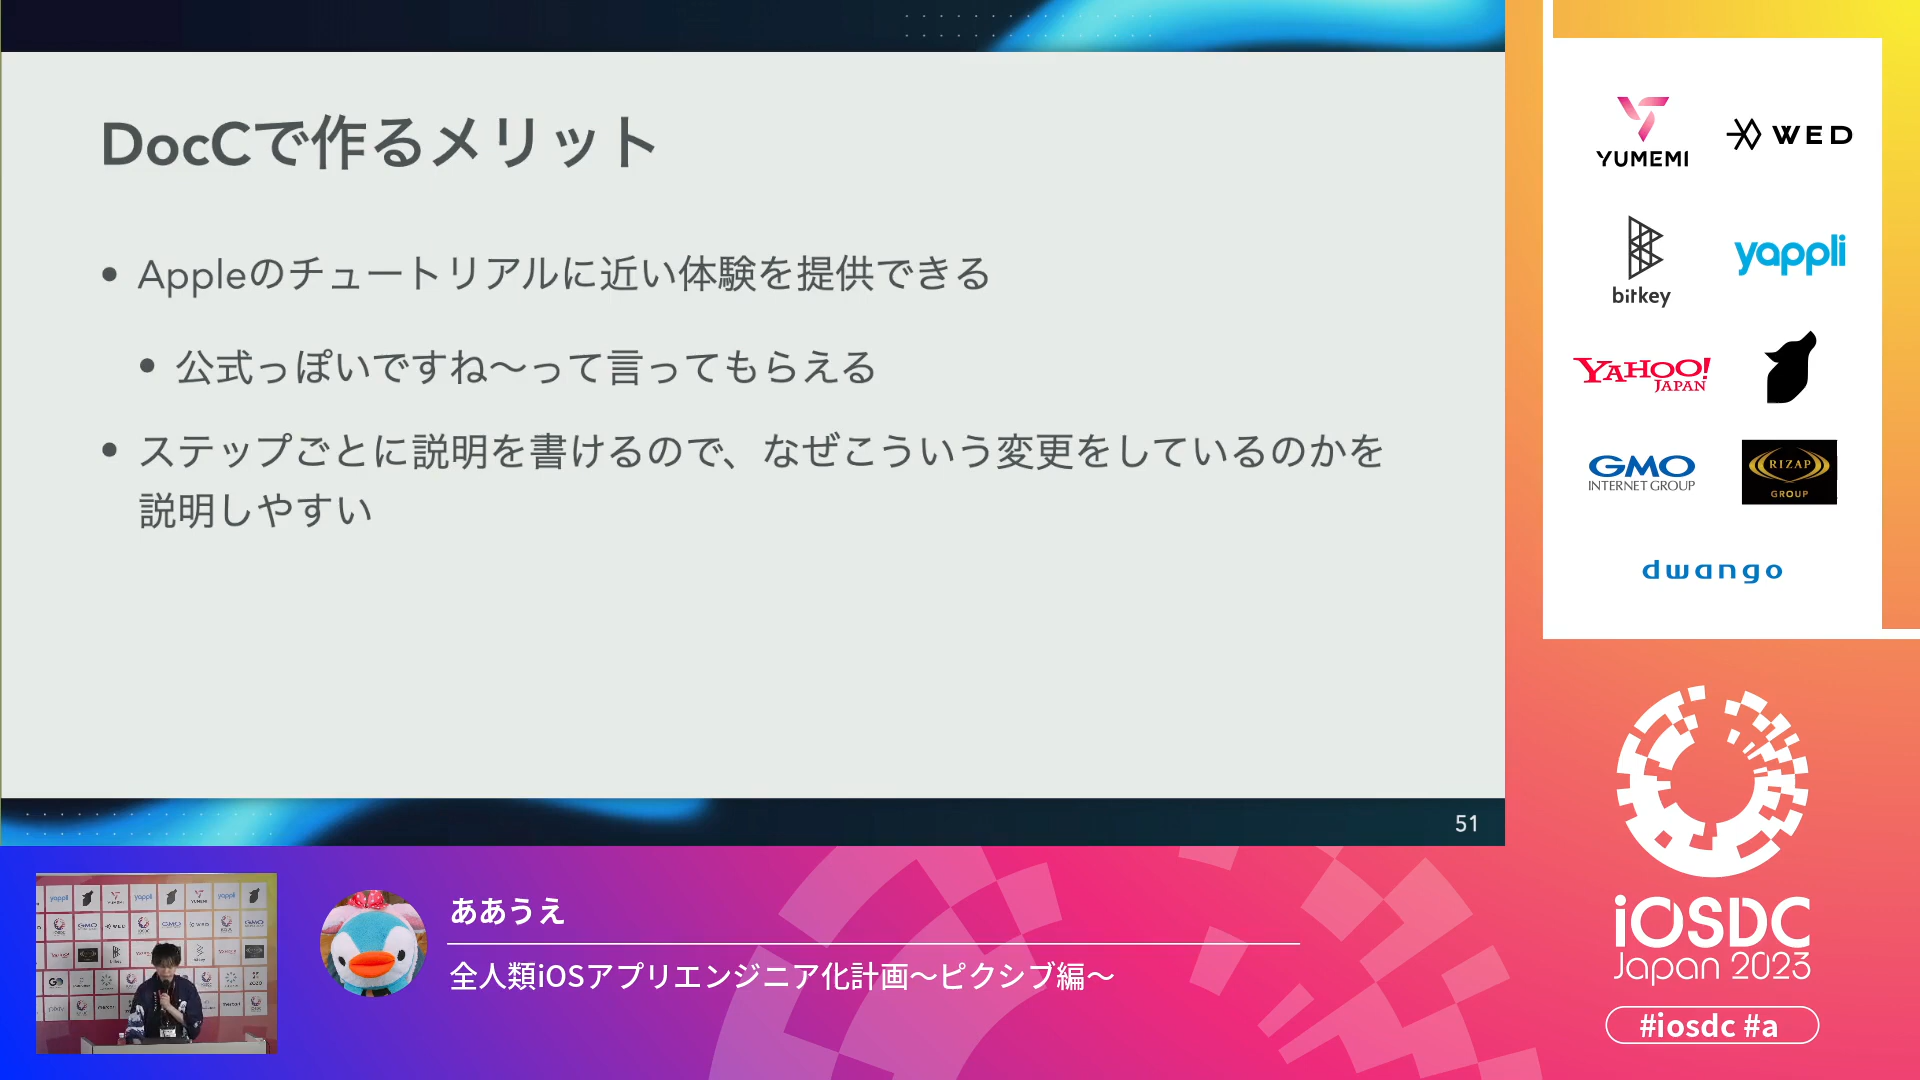 DocCで作るメリット
• Appleのチュートリアルに近い体験を提供できる
• 公式っぽいですね〜って言ってもらえる
• ステップごとに説明を書けるので、なぜこういう変更をしているのかを
説明しやすい
51
YUMEMI
WED
bitkey
yappli
YAHOO!
JAPAN
GMO
INTERNET GROUP
RIZAP
GROUP
dwango
iOSDC
Japan 2023
#iosdc #a
ああうえ
全人類iOSアプリエンジニア化計画〜ピクシブ編〜